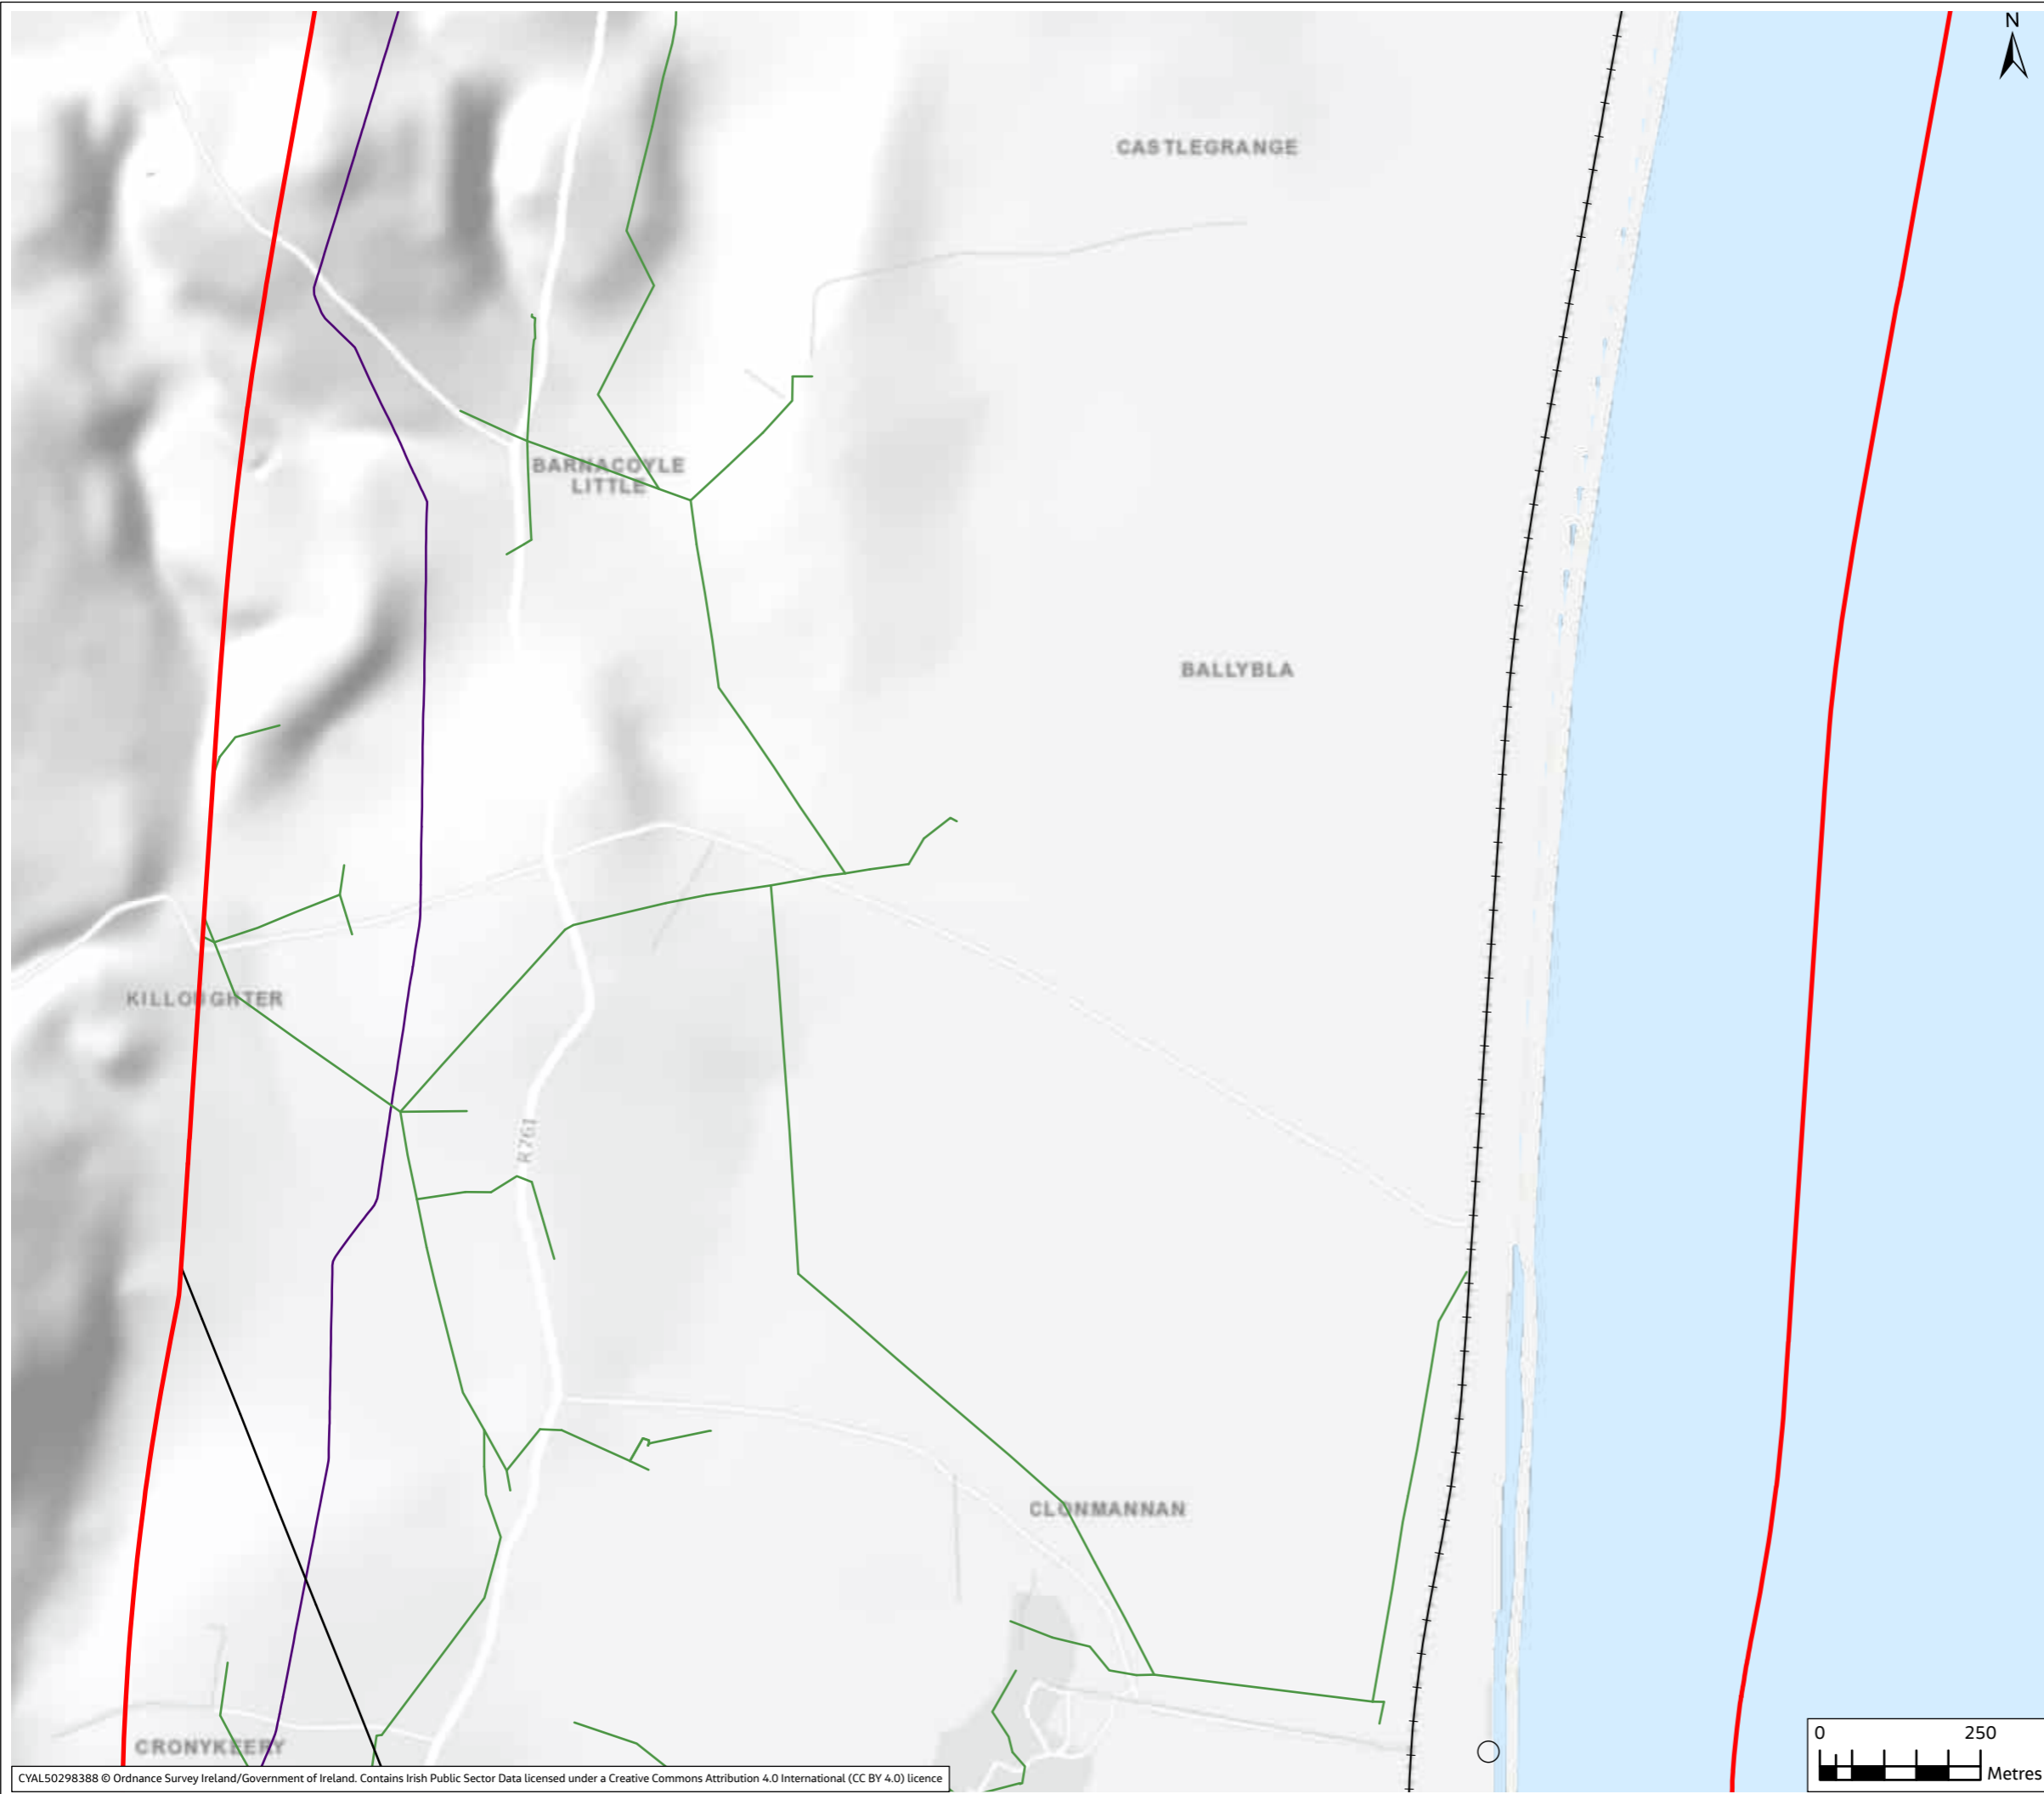 N
CASTLEGRANGE
BARNACOYLE
LITTLE
BALLYBLA
KILLOUGHTER
R761
CLONMANNAN
CRONYKEERY
0 250
Metres
CYAL50298388 © Ordnance Survey Ireland/Government of Ireland. Contains Irish Public Sector Data licensed under a Creative Commons Attribution 4.0 International (CC BY 4.0) licence